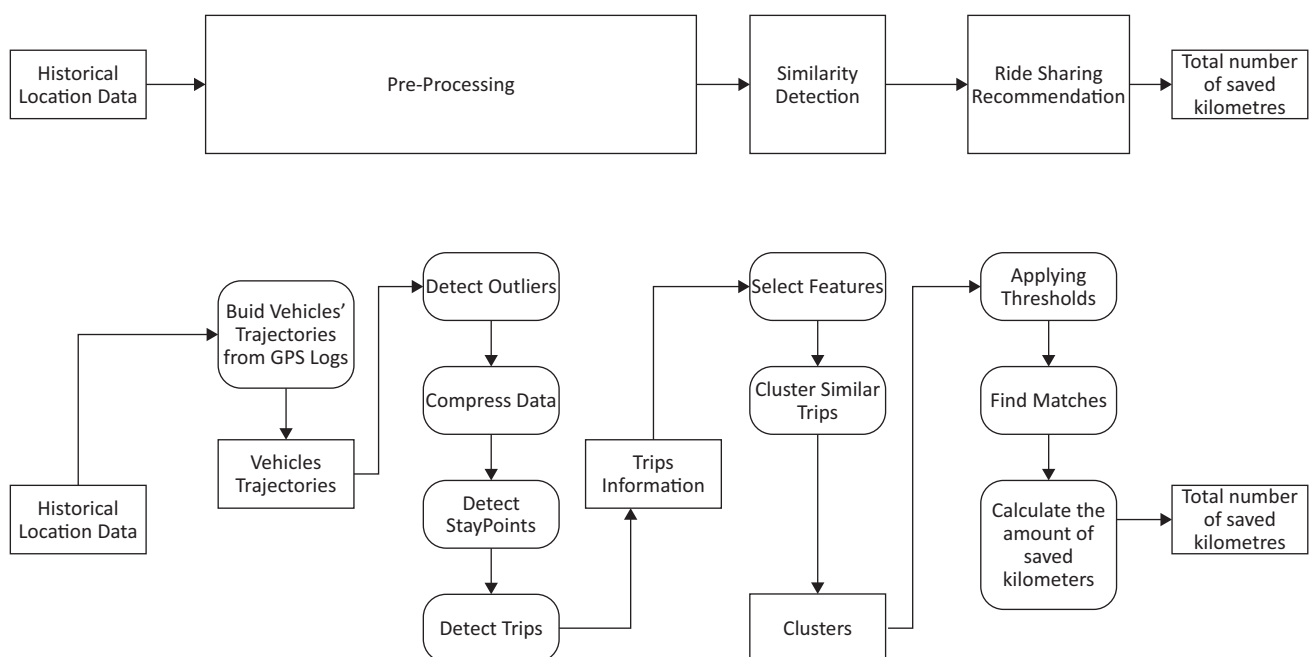 Historical
Location Data
Pre-Processing
Similarity
Detection
Ride Sharing
Recommendation
Total number
of saved
kilometres
Historical
Location Data
Buid Vehicles’
Trajectories
from GPS Logs
Vehicles
Trajectories
Detect Outliers
Compress Data
Detect
StayPoints
Detect Trips
Trips
Information
Select Features
Cluster Similar
Trips
Clusters
Applying
Thresholds
Find Matches
Calculate the
amount of
saved
kilometers
Total number
of saved
kilometres